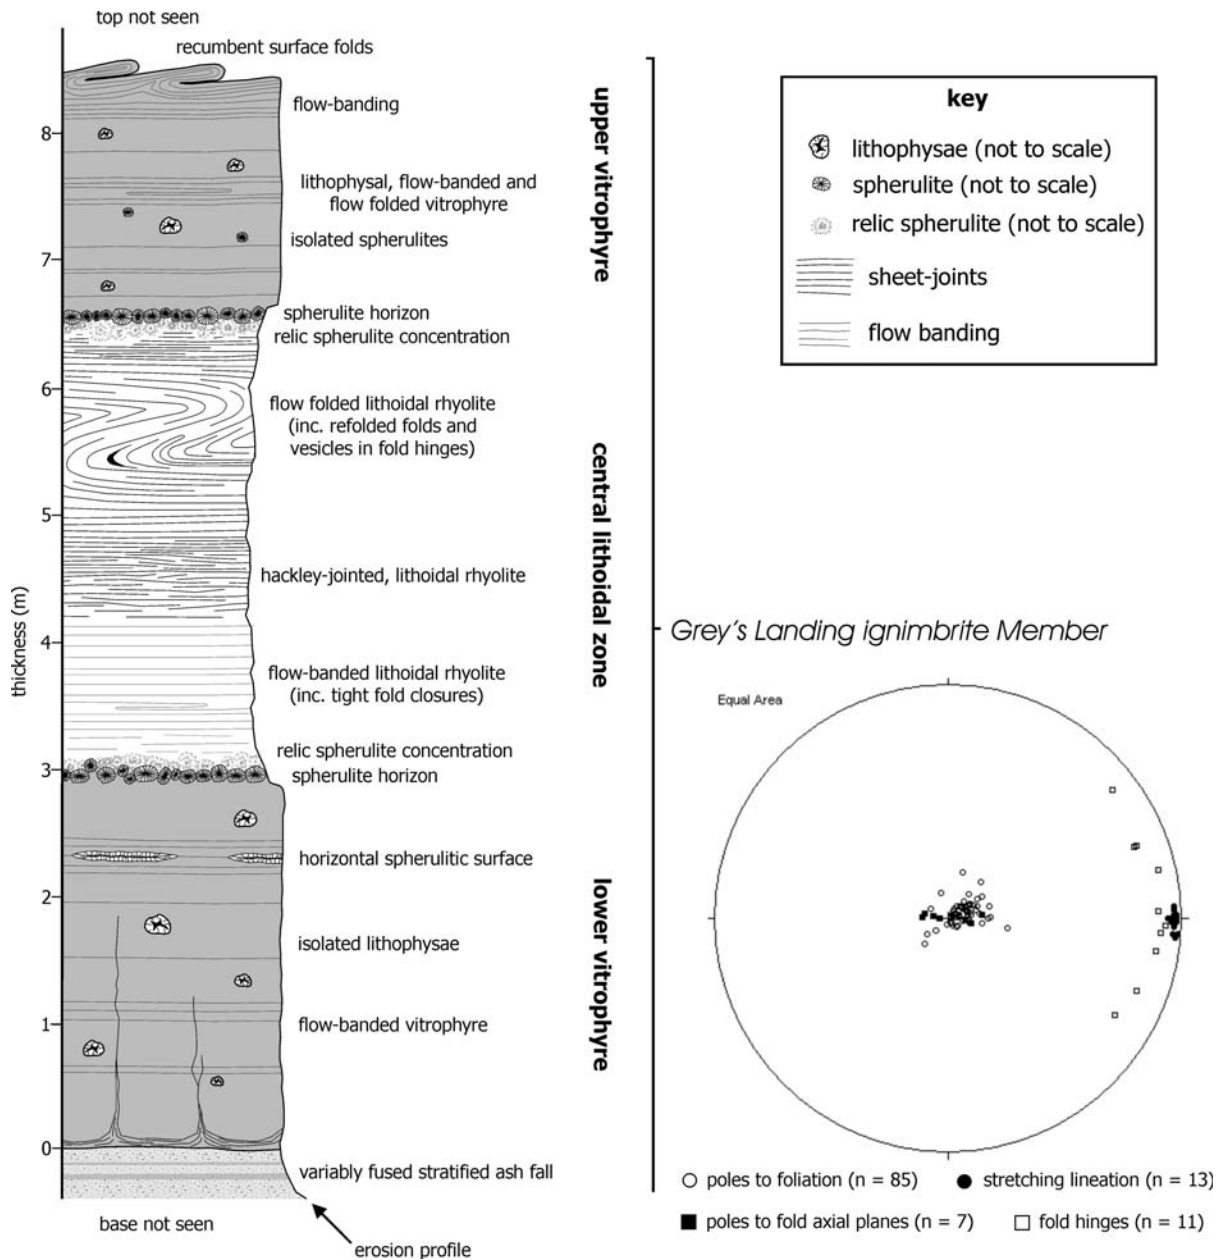 top not seen
recumbent surface folds
flow-banding
lithophysal, flow-banded and
flow folded vitrophyre
isolated spherulites
spherulite horizon
relic spherulite concentration
flow folded lithoidal rhyolite
(inc. refolded folds and
vesicles in fold hinges)
hackley-jointed, lithoidal rhyolite
flow-banded lithoidal rhyolite
(inc. tight fold closures)
relic spherulite concentration
spherulite horizon
horizontal spherulitic surface
isolated lithophysae
flow-banded vitrophyre
variably fused stratified ash fall
base not seen
erosion profile
thickness (m)
8
7
6
5
4
3
2
1
0
upper vitrophyre
central lithoidal zone
lower vitrophyre
key
lithophysae (not to scale)
spherulite (not to scale)
relic spherulite (not to scale)
sheet-joints
flow banding
Grey's Landing ignimbrite Member
Equal Area
poles to foliation (n = 85)
stretching lineation (n = 13)
poles to fold axial planes (n = 7)
fold hinges (n = 11)